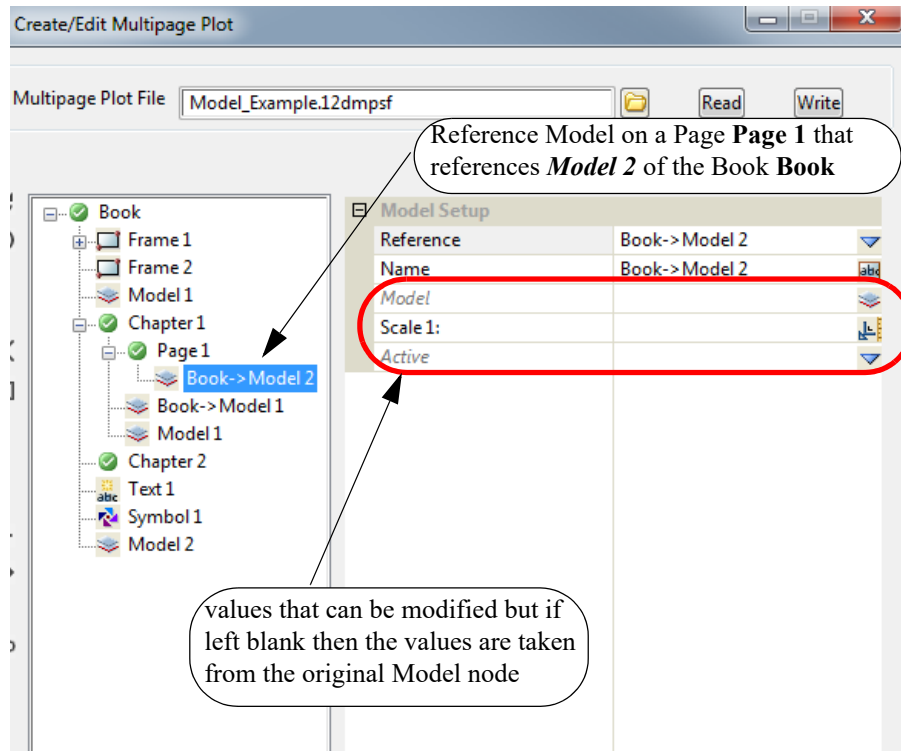 Create/Edit Multipage Plot
Multipage Plot File
Model_Example.12dmpsf
Read
Write
Reference Model on a Page Page 1 that
references Model 2 of the Book Book
Book
Frame 1
Frame 2
Model 1
Chapter 1
Page 1
Book->Model 2
Book->Model 1
Model 1
Chapter 2
abc
Text 1
Symbol 1
Model 2
Model Setup
Reference
Book->Model 2
Name
Book->Model 2
abc
Model
Scale 1:
Active
values that can be modified but if
left blank then the values are taken
from the original Model node